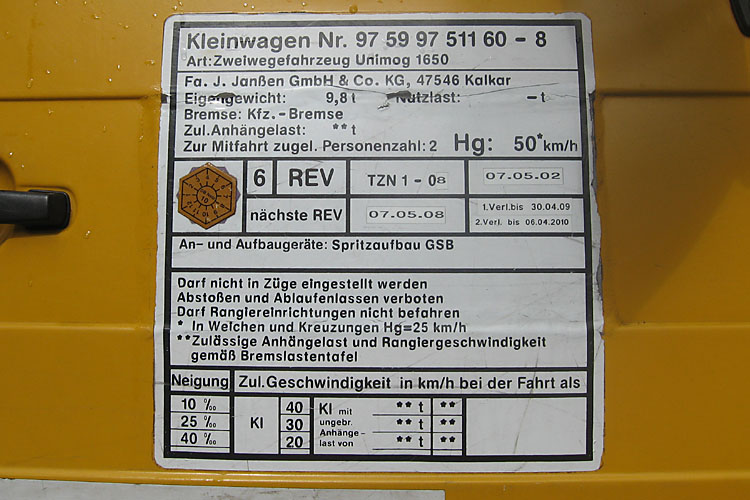 Kleinwagen Nr. 97 59 97 511 60 - 8
Art: Zweiwegefahrzeug Unimog 1650
Fa. J. Janßen GmbH & Co. KG, 47546 Kalkar
Eigengewicht: 9,8 t Nutzlast: – t
Bremse: Kfz. - Bremse
Zul. Anhängelast: ** t
Zur Mitfahrt zugel. Personenzahl: 2 Hg: 50* km/h
6 REV TZN 1 - 08 07.05.02
nächste REV 07.05.08 1.Verl.bis 30.04.09
2.Verl. bis 06.04.2010
An- und Aufbaugeräte: Spritzaufbau GSB
Darf nicht in Züge eingestellt werden
Abstoßen und Ablaufenlassen verboten
Darf Rangiereinrichtungen nicht befahren
* In Weichen und Kreuzungen Hg=25 km/h
** Zulässige Anhängelast und Rangiergeschwindigkeit
gemäß Bremslastentafel
Neigung Zul. Geschwindigkeit in km/h bei der Fahrt als
10 ‰ 40 Kl mit ** t **
25 ‰ Kl 30 ungebr. ** t **
Anhänge-
40 ‰ 20 last von ** t **